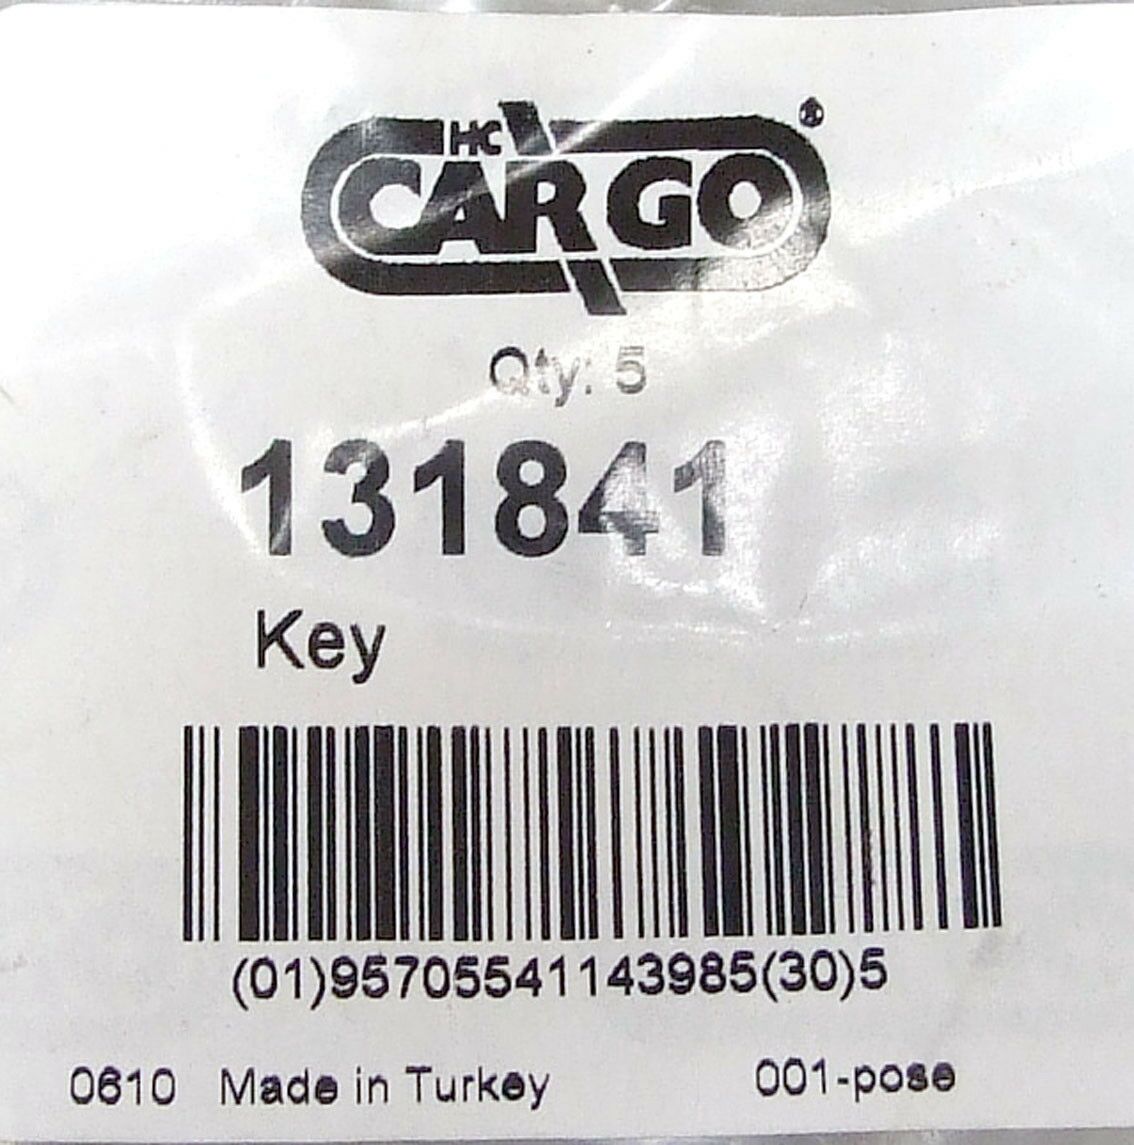 HC
CARGO®
Qty: 5
131841
Key
(01)95705541143985(30)5
0610 Made in Turkey 001-pose